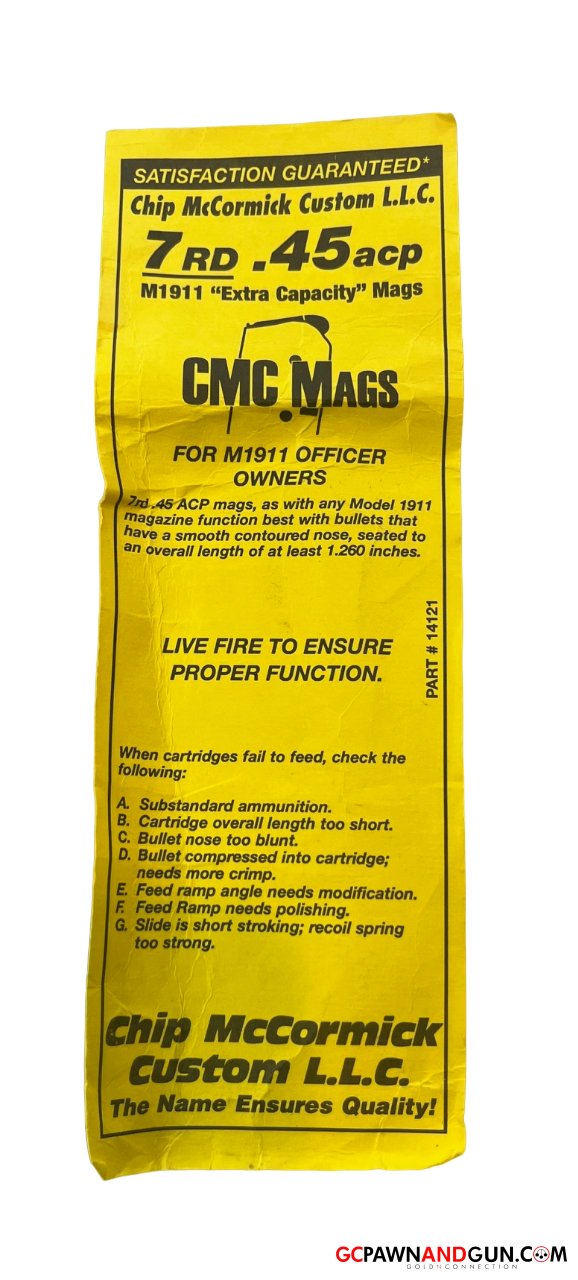 SATISFACTION GUARANTEED*
Chip McCormick Custom L.L.C.
7RD .45acp
M1911 “Extra Capacity” Mags
CMC MAGS
FOR M1911 OFFICER
OWNERS
7rd .45 ACP mags, as with any Model 1911
magazine function best with bullets that
have a smooth contoured nose, seated to
an overall length of at least 1.260 inches.
PART # 14121
LIVE FIRE TO ENSURE
PROPER FUNCTION.
When cartridges fail to feed, check the
following:
A. Substandard ammunition.
B. Cartridge overall length too short.
C. Bullet nose too blunt.
D. Bullet compressed into cartridge;
needs more crimp.
E. Feed ramp angle needs modification.
F. Feed Ramp needs polishing.
G. Slide is short stroking; recoil spring
too strong.
Chip McCormick
Custom L.L.C.
The Name Ensures Quality!
GCPAWNANDGUN.COM
GOLDNCONNECTION